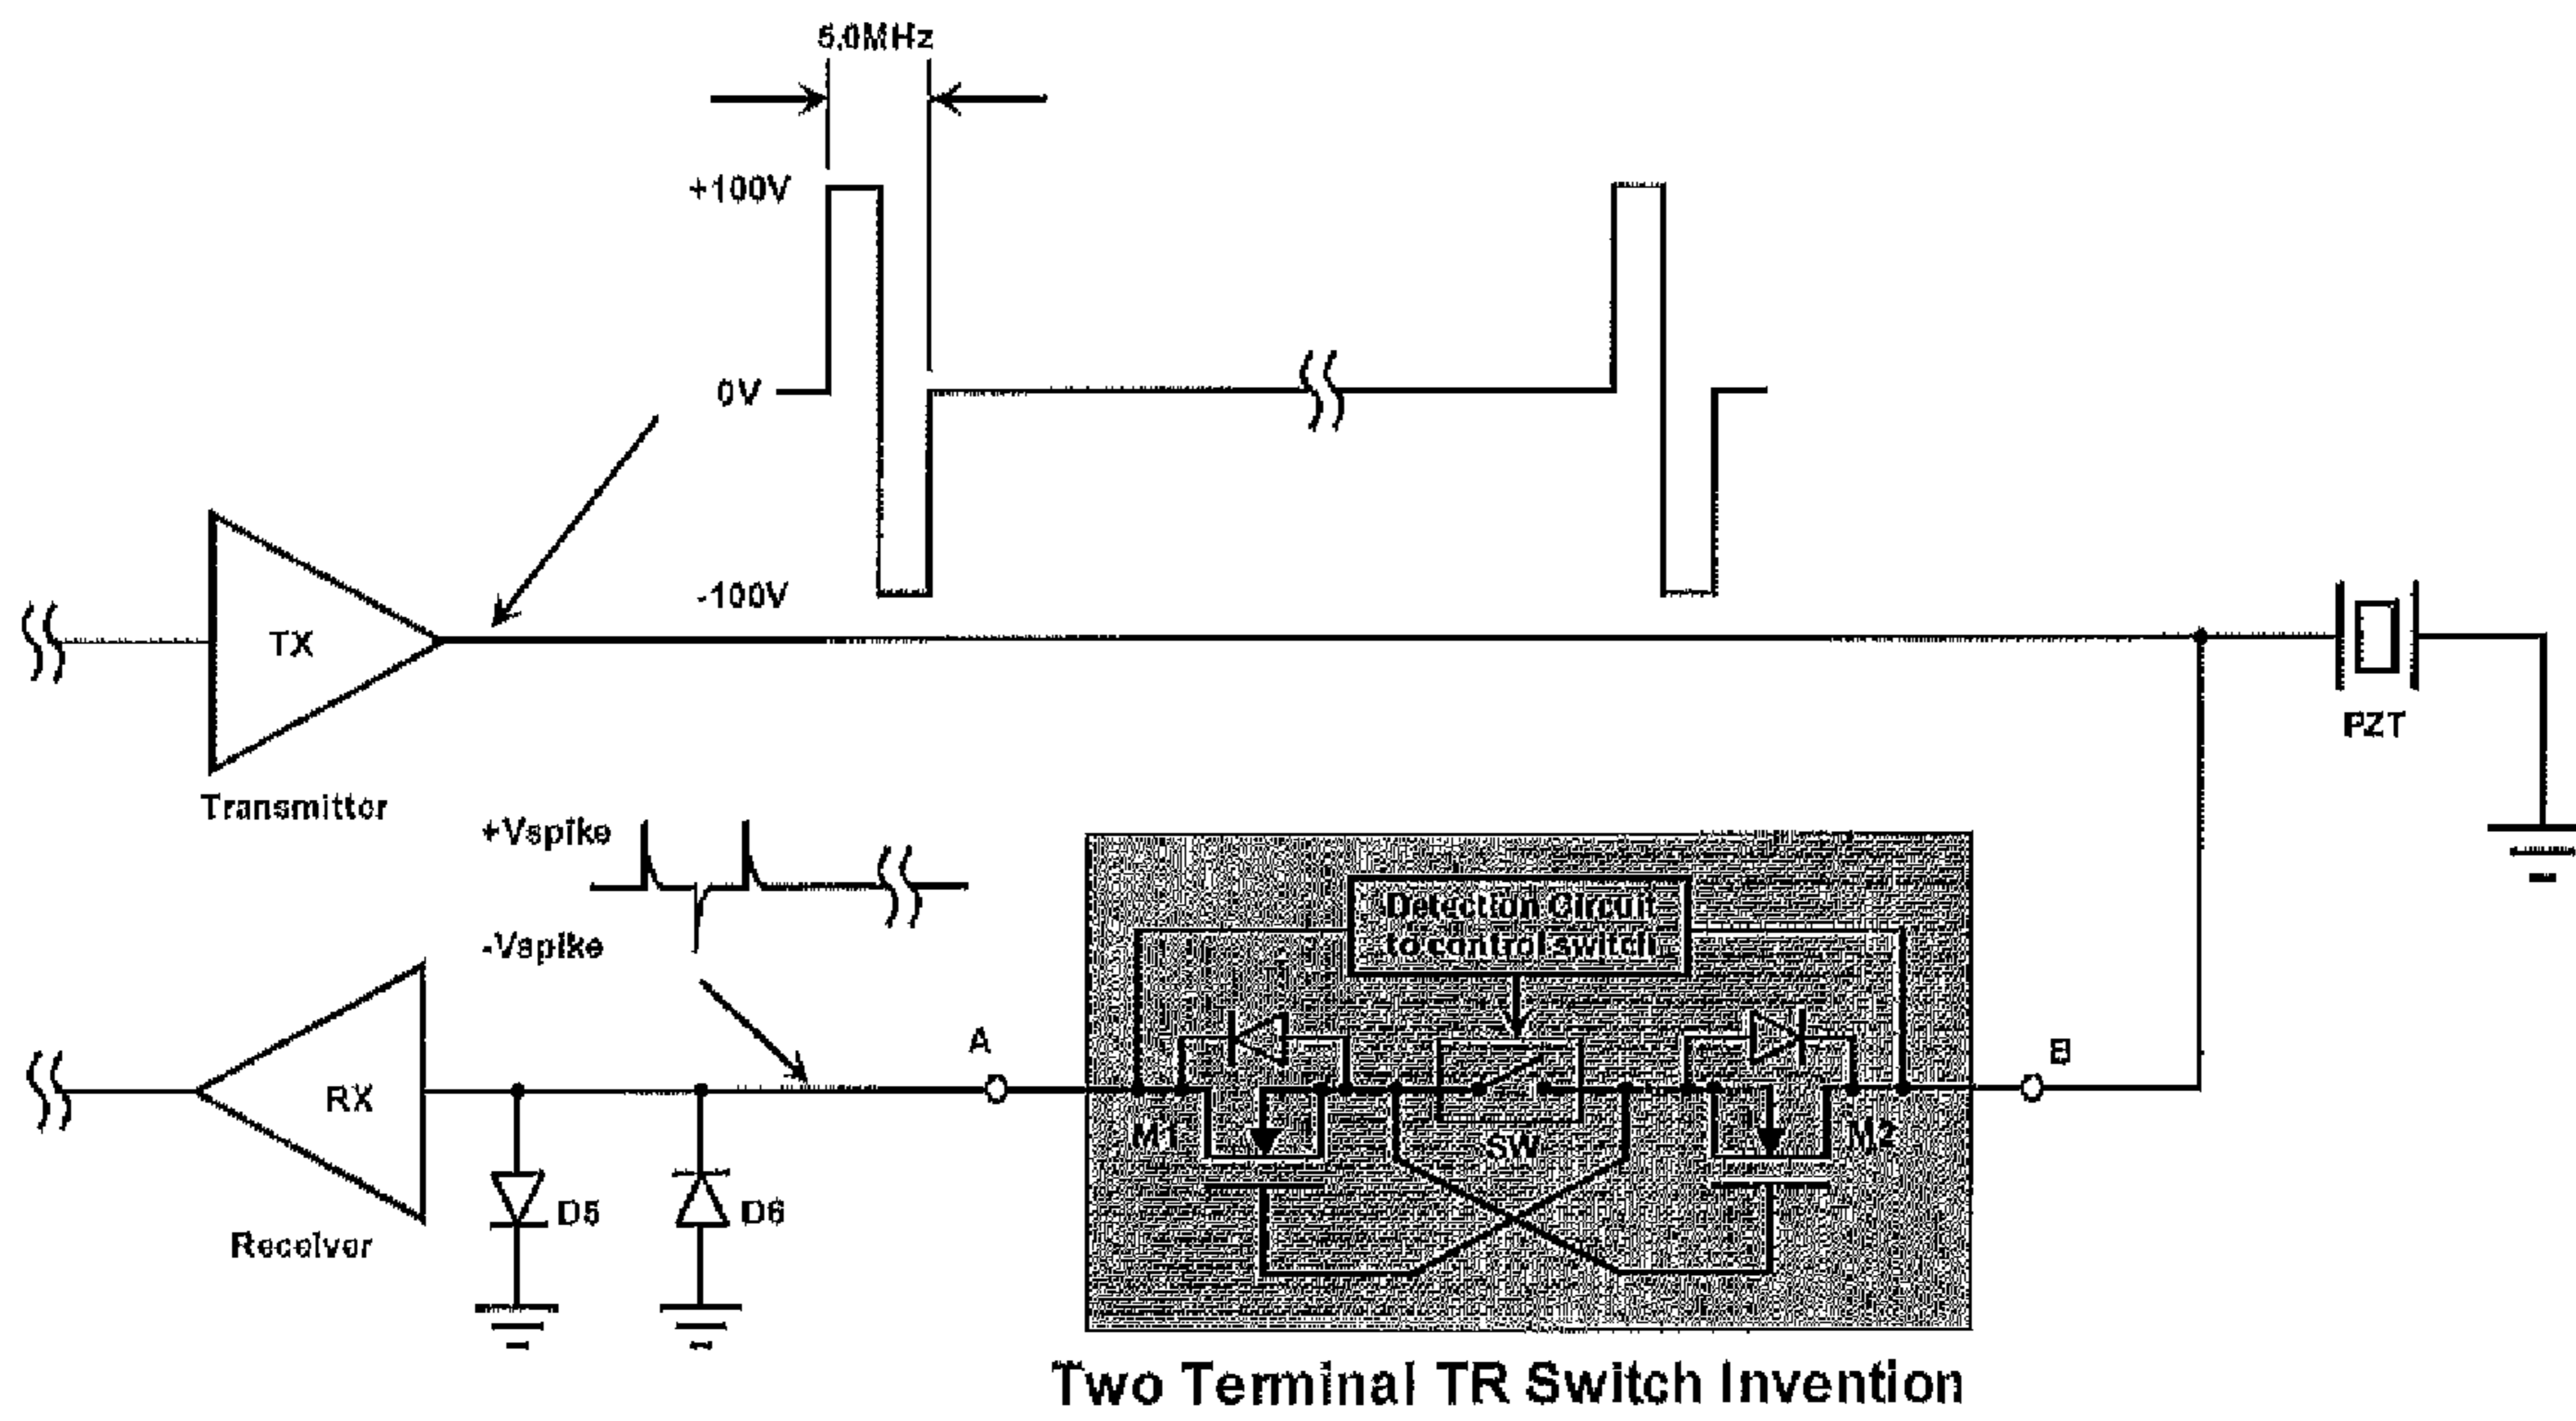 5.0MHz
+100V
0V
-100V
TX
Transmitter
PZT
+Vspike
-Vspike
Detection Circuit
to control switch
A
B
RX
M1
SW
M2
D5
D6
Receiver
Two Terminal TR Switch Invention